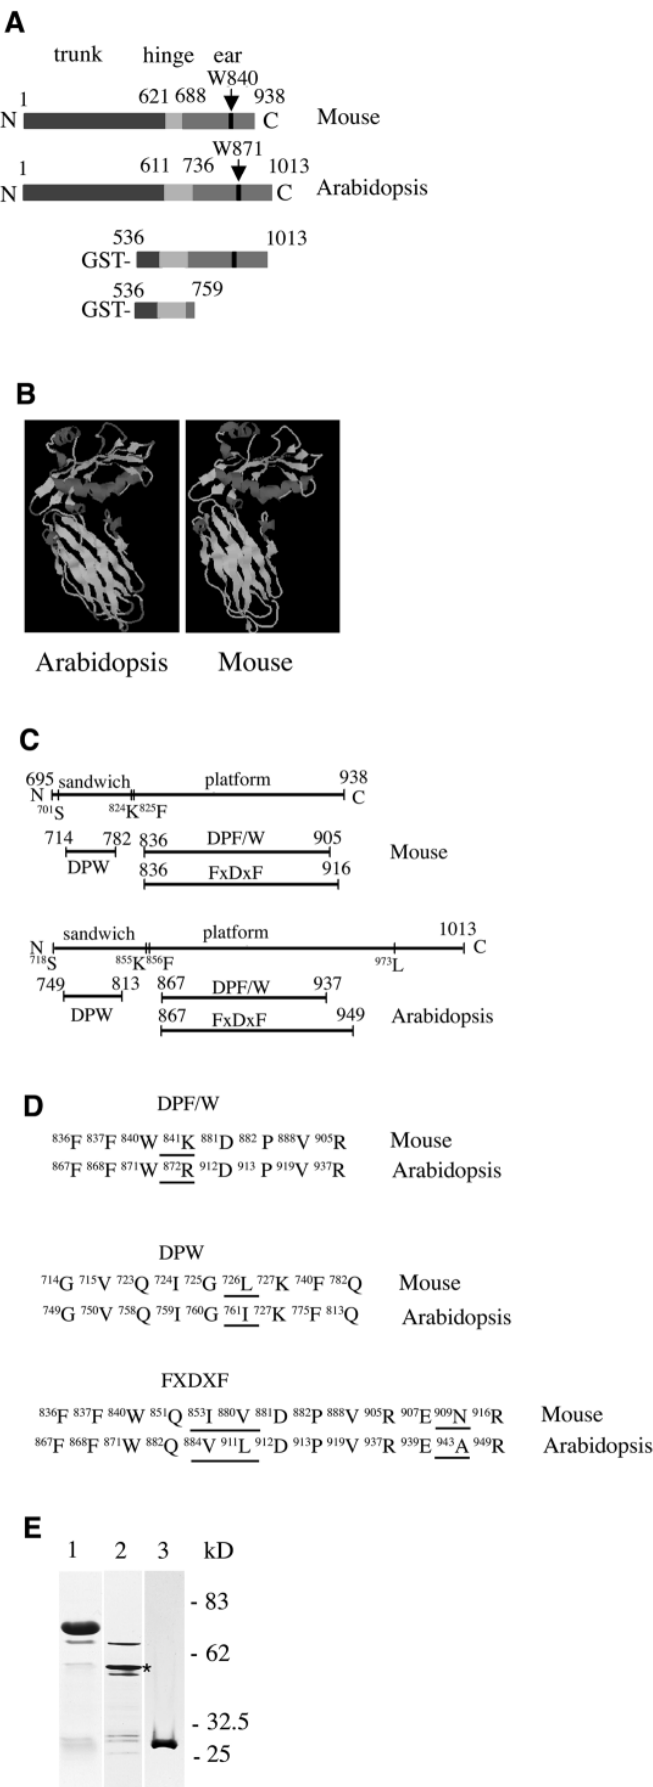 A
trunk hinge ear
W840
1 621 688 938
N C Mouse
W871
1 611 736 1013
N C Arabidopsis
536 1013
GST-
536 759
GST-
B
Arabidopsis Mouse
C
695 sandwich platform 938
N C
701S 824K825F
714 782 836 DPF/W 905
DPW Mouse
836 FxDxF 916
1013
N sandwich platform C
718S 855K856F 973L
749 813 867 DPF/W 937
DPW Arabidopsis
867 FxDxF 949
D
DPF/W
836F 837F 840W 841K 881D 882 P 888V 905R Mouse
867F 868F 871W 872R 912D 913 P 919V 937R Arabidopsis
DPW
714G 715V 723Q 724I 725G 726L 727K 740F 782Q Mouse
749G 750V 758Q 759I 760G 761I 727K 775F 813Q Arabidopsis
FXDXF
836F 837F 840W 851Q 853I 880V 881D 882P 888V 905R 907E 909N 916R Mouse
867F 868F 871W 882Q 884V 911L 912D 913P 919V 937R 939E 943A 949R Arabidopsis
E
1 2 3 kD
- 83
- 62
*
- 32.5
- 25